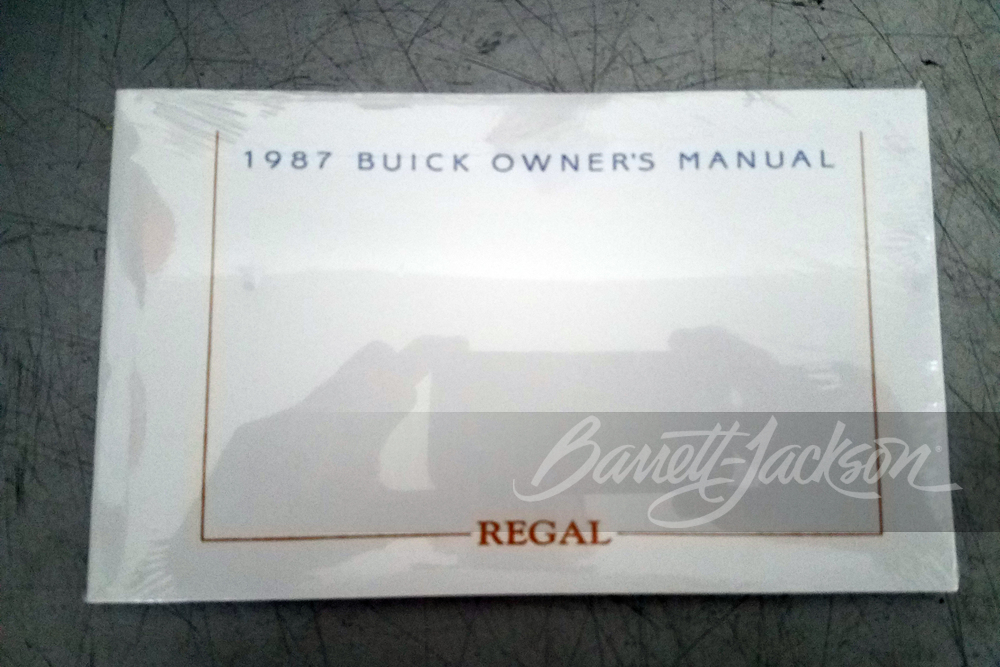 1987 BUICK OWNER'S MANUAL
Barrett-Jackson
REGAL